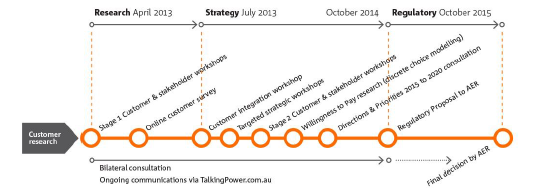 Research April 2013
Strategy July 2013
October 2014
Regulatory October 2015
Stage 1 Customer & stakeholder workshops
Online customer survey
Customer integration workshop
Targeted strategic workshops
Stage 2 Customer & stakeholder workshops
Willingness to Pay research (discrete choice modelling)
Directions & Priorities 2015 to 2020 consultation
Regulatory Proposal to AER
Customer
research
Bilateral consultation
Ongoing communications via TalkingPower.com.au
Final decision by AER